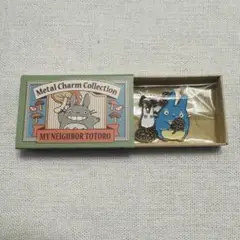 Metal Charm Collection
MY NEIGHBOR TOTORO